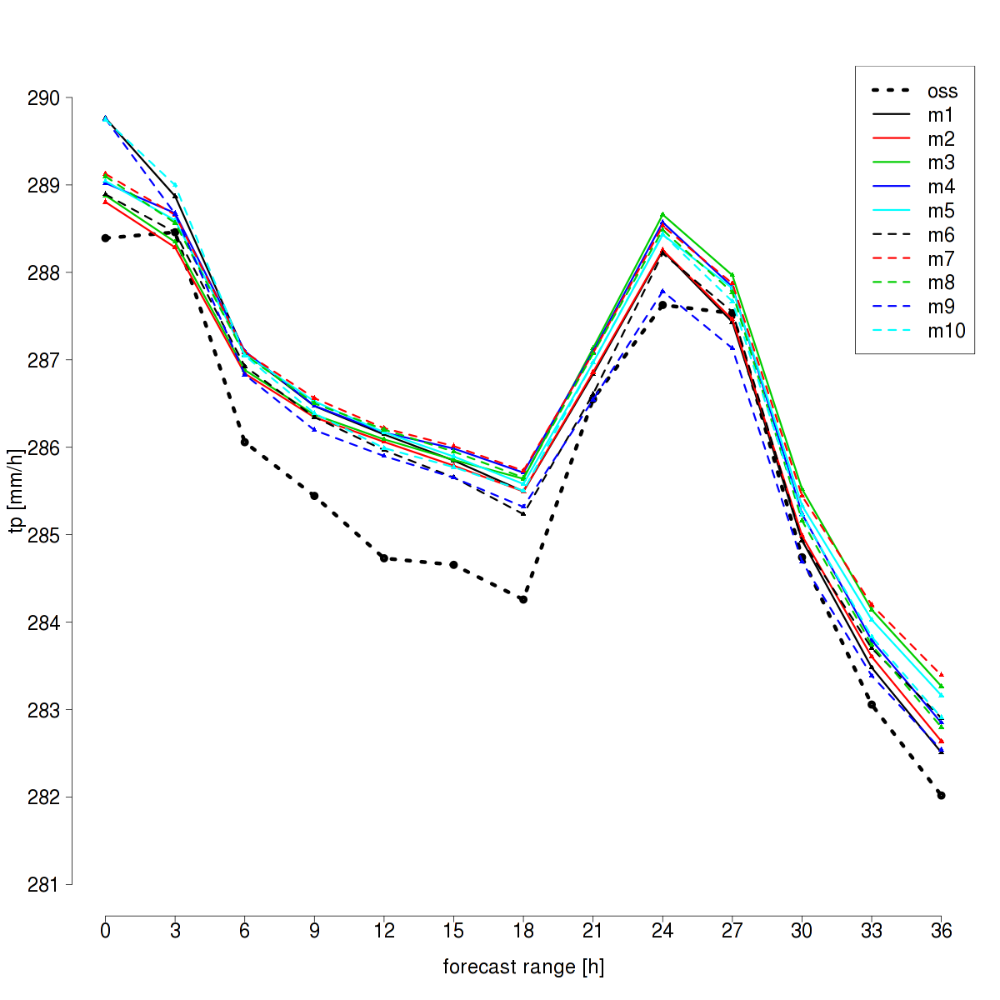 290
289
288
287
286
285
284
283
282
281
tp [mm/h]
0 3 6 9 12 15 18 21 24 27 30 33 36
forecast range [h]
oss
m1
m2
m3
m4
m5
m6
m7
m8
m9
m10